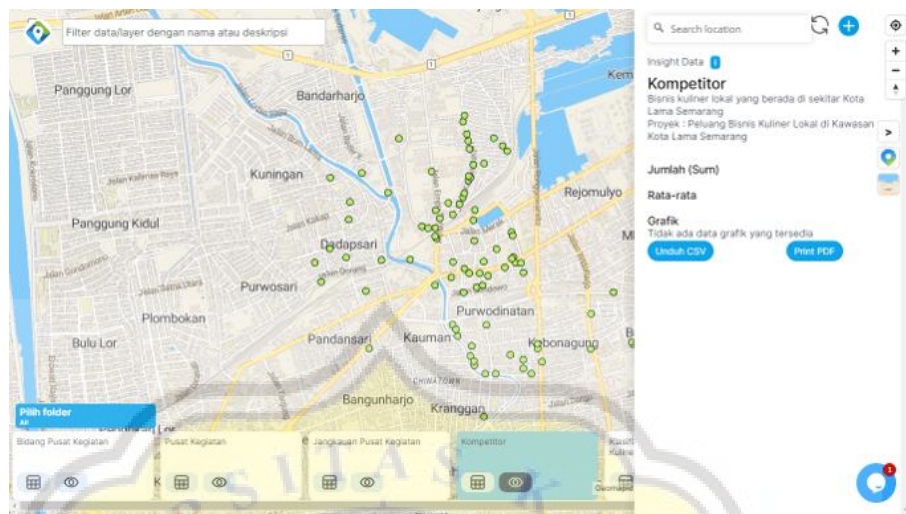 Filter data/layer dengan nama atau deskripsi
Search location
Insight Data
Kompetitor
Bisnis kuliner lokal yang berada di sekitar Kota
Lama Semarang
Proyek : Peluang Bisnis Kuliner Lokal di Kawasan
Kota Lama Semarang
Jumlah (Sum)
Rata-rata
Grafik
Tidak ada data grafik yang tersedia
Unduh CSV
Print PDF
Panggung Lor
Bandarharjo
Kem
Kuningan
Rejomulyo
Panggung Kidul
Dadapsari
Purwosari
Plombokan
Purwodinatan
Bulu Lor
Pandansari
Kauman
Kebonagung
CHINATOWN
Bangunharjo
Kranggan
Pilih folder
All
Bidang Pusat Kegiatan
Pusat Kegiatan
Jangkauan Pusat Kegiatan
Kompetitor
Kuline
1